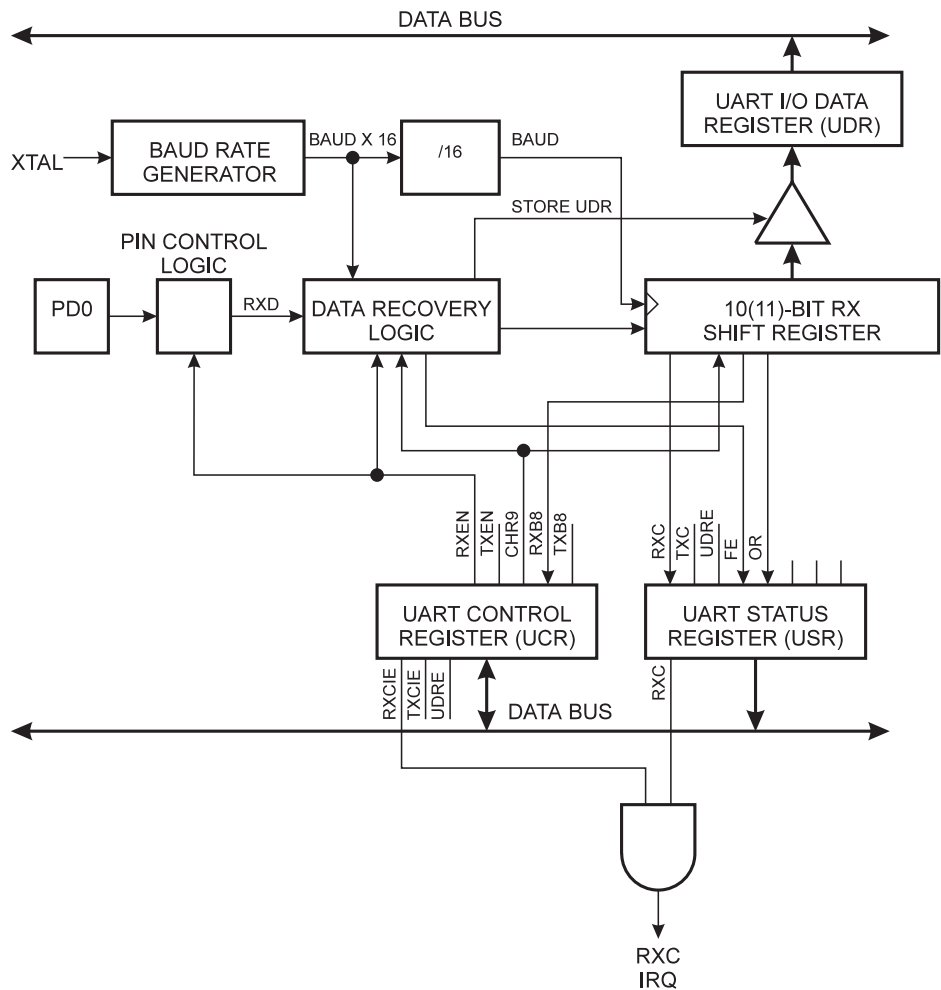 DATA BUS
UART I/O DATA
REGISTER (UDR)
XTAL
BAUD RATE
GENERATOR
BAUD X 16
/16
BAUD
STORE UDR
PIN CONTROL
LOGIC
PD0
RXD
DATA RECOVERY
LOGIC
10(11)-BIT RX
SHIFT REGISTER
RXEN
TXEN
CHR9
RXB8
TXB8
RXC
TXC
UDRE
FE
OR
UART CONTROL
REGISTER (UCR)
UART STATUS
REGISTER (USR)
RXCIE
TXCIE
UDRE
RXC
DATA BUS
RXC
IRQ